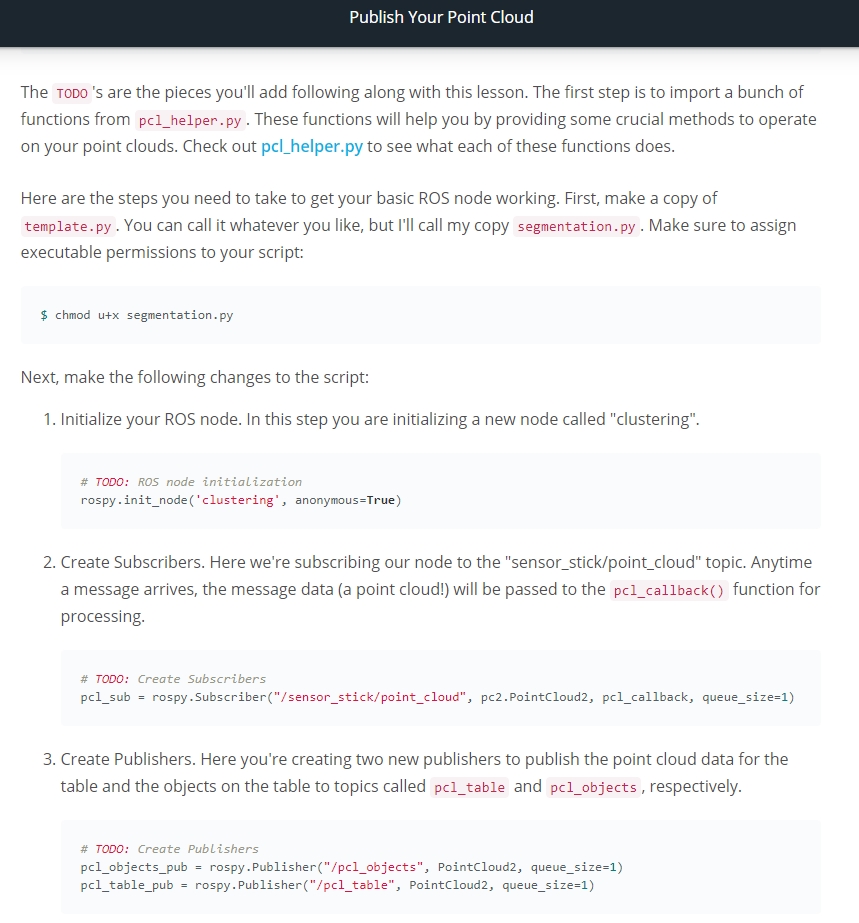 Publish Your Point Cloud
The TODO 's are the pieces you'll add following along with this lesson. The first step is to import a bunch of
functions from pcl_helper.py . These functions will help you by providing some crucial methods to operate
on your point clouds. Check out pcl_helper.py to see what each of these functions does.
Here are the steps you need to take to get your basic ROS node working. First, make a copy of
template.py . You can call it whatever you like, but I'll call my copy segmentation.py . Make sure to assign
executable permissions to your script:
$ chmod u+x segmentation.py
Next, make the following changes to the script:
1. Initialize your ROS node. In this step you are initializing a new node called "clustering".
# TODO: ROS node initialization
rospy.init_node('clustering', anonymous=True)
2. Create Subscribers. Here we're subscribing our node to the "sensor_stick/point_cloud" topic. Anytime
a message arrives, the message data (a point cloud!) will be passed to the pcl_callback() function for
processing.
# TODO: Create Subscribers
pcl_sub = rospy.Subscriber("/sensor_stick/point_cloud", pc2.PointCloud2, pcl_callback, queue_size=1)
3. Create Publishers. Here you're creating two new publishers to publish the point cloud data for the
table and the objects on the table to topics called pcl_table and pcl_objects , respectively.
# TODO: Create Publishers
pcl_objects_pub = rospy.Publisher("/pcl_objects", PointCloud2, queue_size=1)
pcl_table_pub = rospy.Publisher("/pcl_table", PointCloud2, queue_size=1)